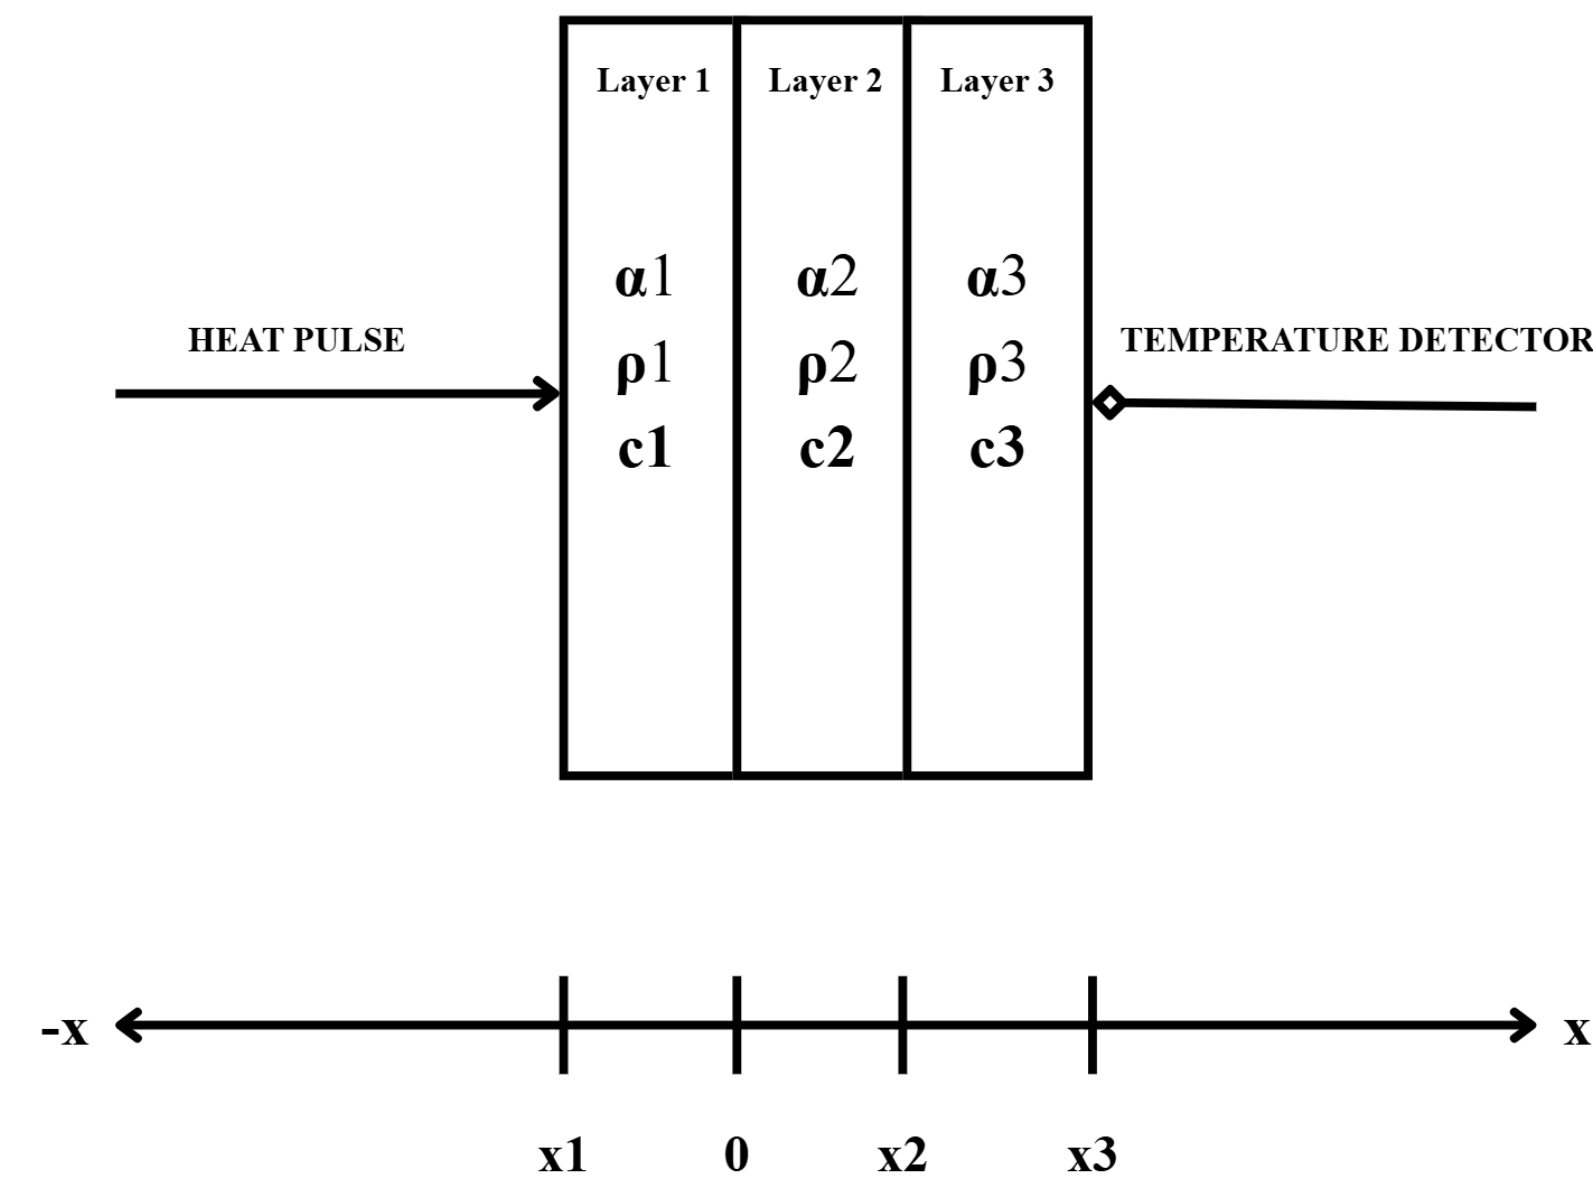 Layer 1 Layer 2 Layer 3
α1 α2 α3
HEAT PULSE TEMPERATURE DETECTOR
ρ1 ρ2 ρ3
c1 c2 c3
-x x
x1 0 x2 x3